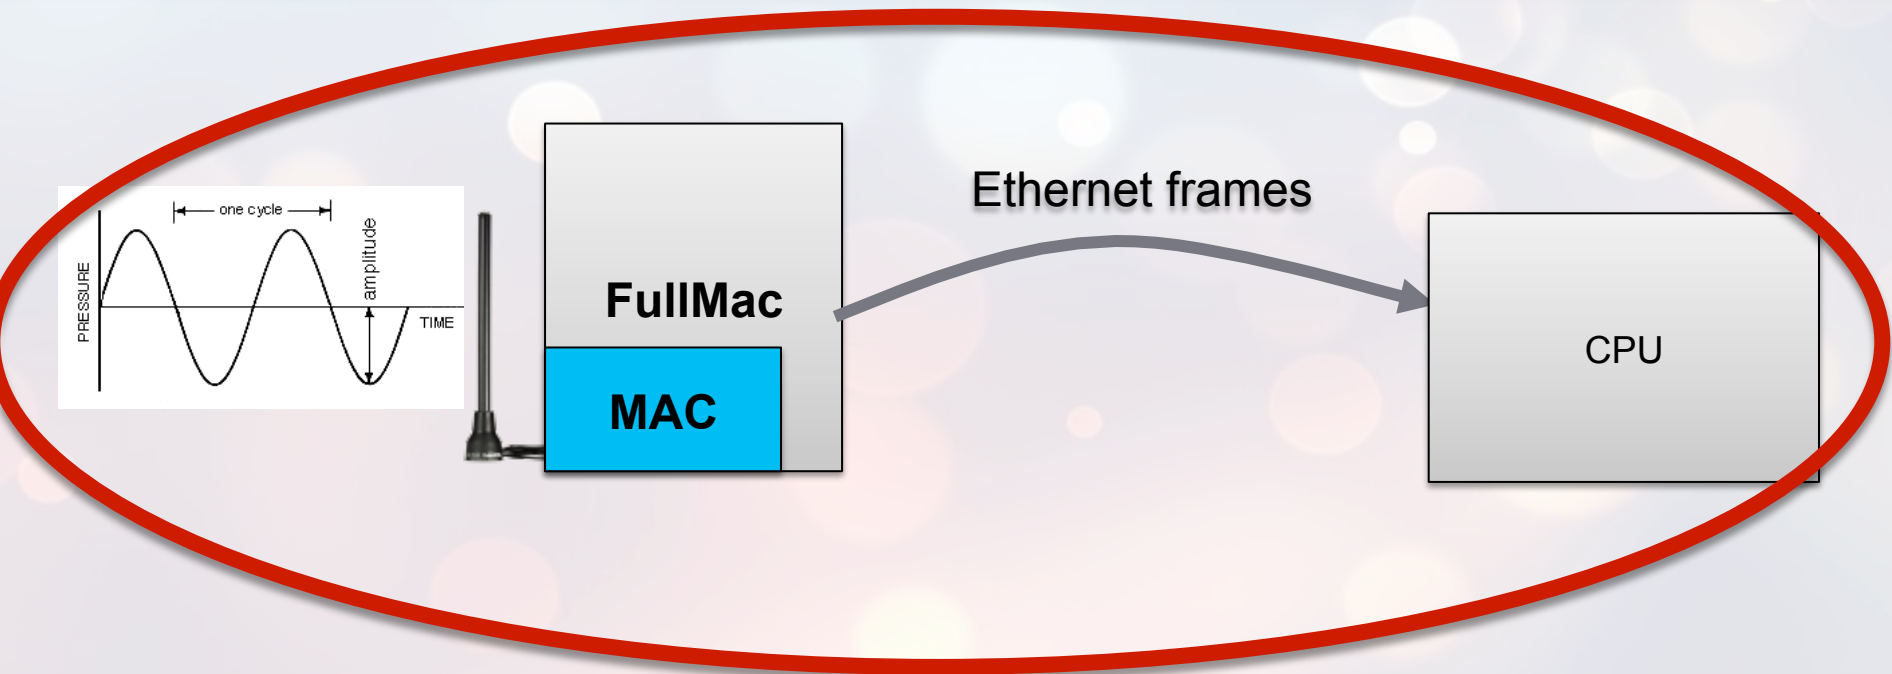 one cycle
amplitude
PRESSURE
TIME
FullMac
MAC
Ethernet frames
CPU